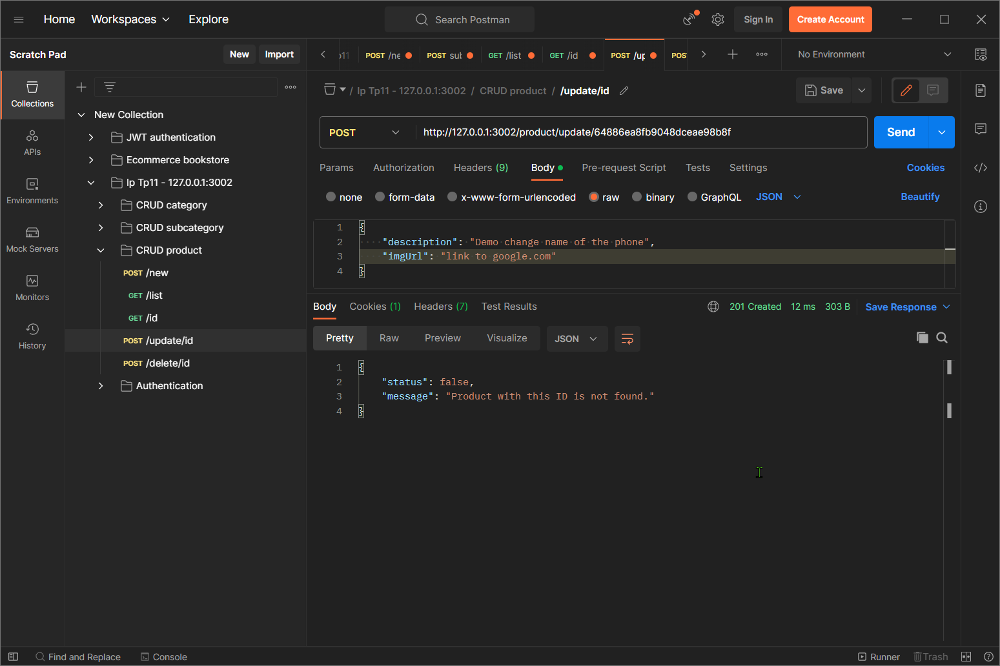 Home Workspaces Explore Search Postman Sign In Create Account
Scratch Pad New Import
POST /ne POST sul GET /list GET /id POST /up POS No Environment
Ip Tp11 - 127.0.0.1:3002 / CRUD product / /update/id Save
Collections
APIs
Environments
Mock Servers
Monitors
History
New Collection
JWT authentication
Ecommerce bookstore
Ip Tp11 - 127.0.0.1:3002
CRUD category
CRUD subcategory
CRUD product
POST /new
GET /list
GET /id
POST /update/id
POST /delete/id
Authentication
POST http://127.0.0.1:3002/product/update/64886ea8fb9048dceae98b8f Send
Params Authorization Headers (9) Body Pre-request Script Tests Settings Cookies
none form-data x-www-form-urlencoded raw binary GraphQL JSON Beautify
1 {
2 "description": "Demo change name of the phone",
3 "imgUrl": "link to google.com"
4 }
Body Cookies (1) Headers (7) Test Results 201 Created 12 ms 303 B Save Response
Pretty Raw Preview Visualize JSON
1 {
2 "status": false,
3 "message": "Product with this ID is not found."
4 }
Find and Replace Console Runner Trash